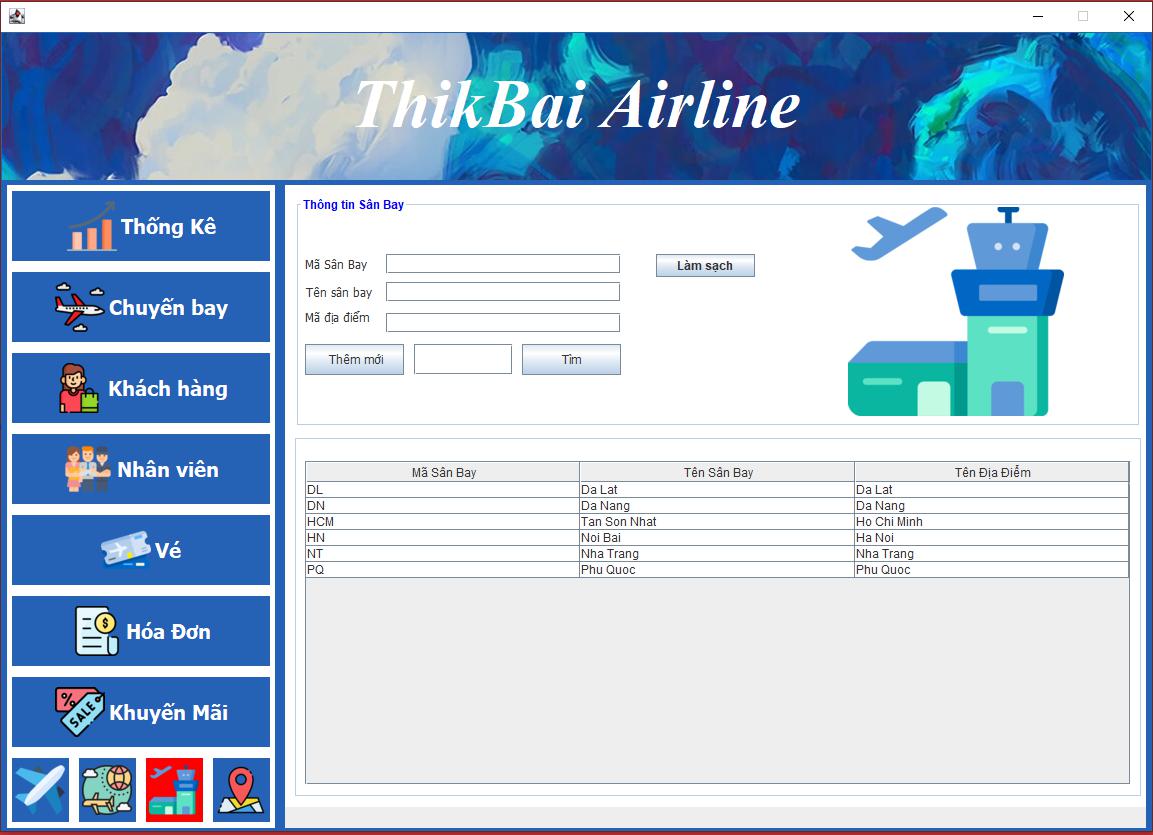 ThikBai Airline
Thống Kê
Chuyến bay
Khách hàng
Nhân viên
Vé
Hóa Đơn
%
SALE
Khuyến Mãi
Thông tin Sân Bay
Mã Sân Bay
Làm sạch
Tên sân bay
Mã địa điểm
Thêm mới
Tìm
Mã Sân Bay Tên Sân Bay Tên Địa Điểm
DL Da Lat Da Lat
DN Da Nang Da Nang
HCM Tan Son Nhat Ho Chi Minh
HN Noi Bai Ha Noi
NT Nha Trang Nha Trang
PQ Phu Quoc Phu Quoc